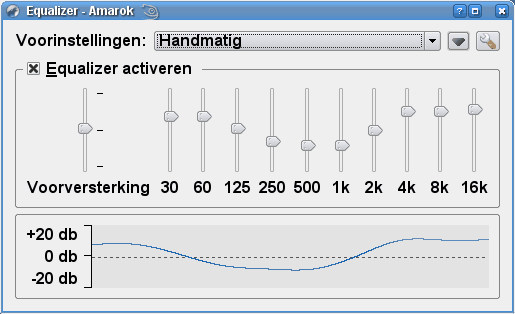 Equalizer - Amarok
Voorinstellingen: Handmatig
Equalizer activeren
Voorversterking 30 60 125 250 500 1k 2k 4k 8k 16k
+20 db
0 db
-20 db